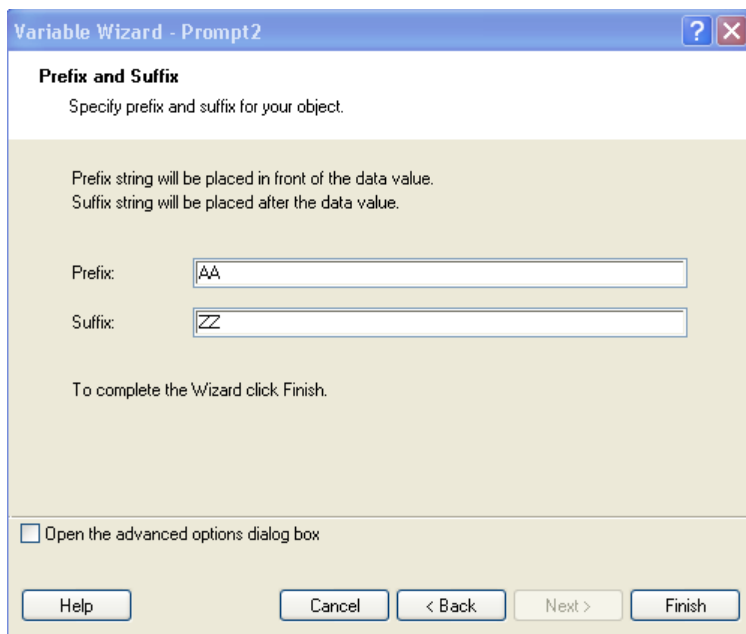 Variable Wizard - Prompt2
Prefix and Suffix
Specify prefix and suffix for your object.
Prefix string will be placed in front of the data value.
Suffix string will be placed after the data value.
Prefix: AA
Suffix: ZZ
To complete the Wizard click Finish.
Open the advanced options dialog box
Help Cancel < Back Next > Finish